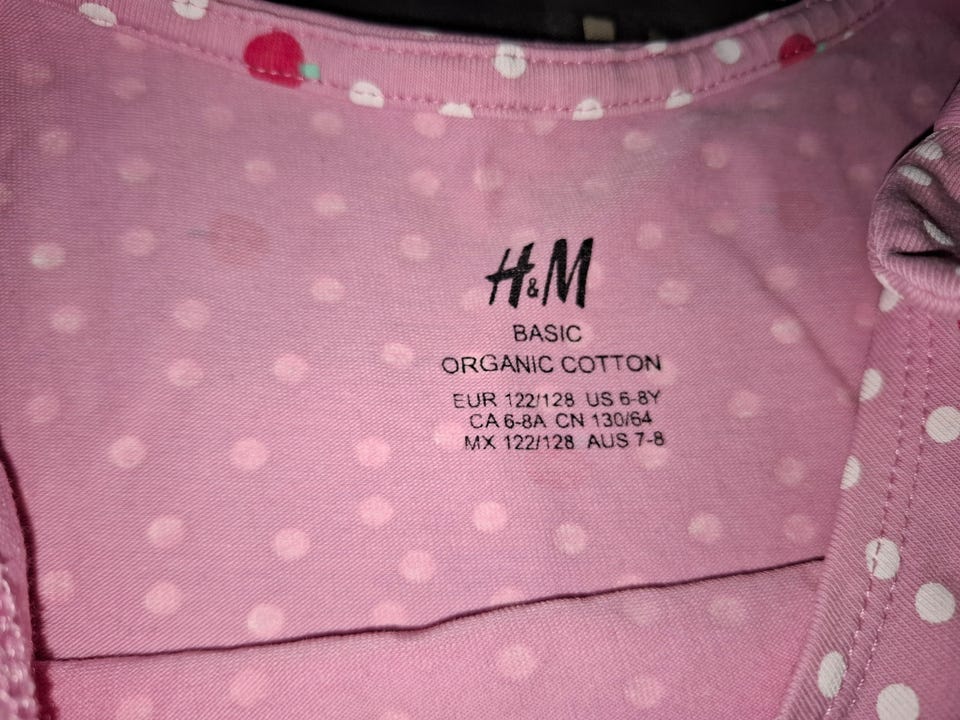 H&M
BASIC
ORGANIC COTTON
EUR 122/128 US 6-8Y
CA 6-8A CN 130/64
MX 122/128 AUS 7-8